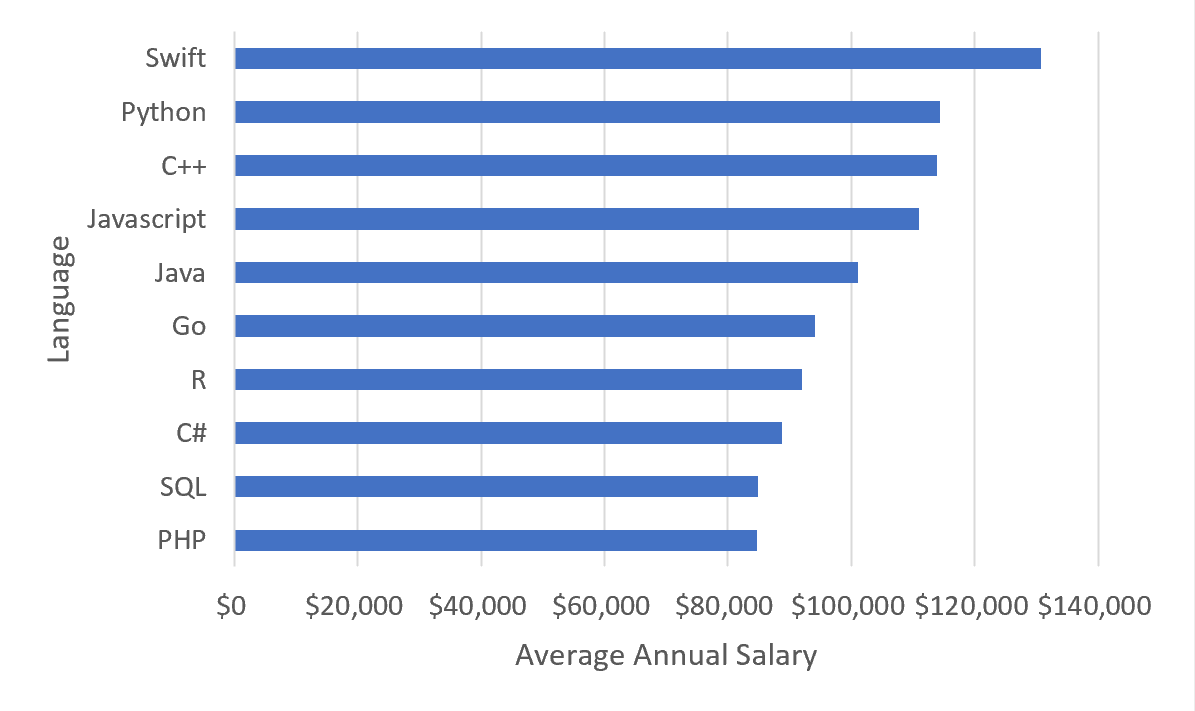 Swift
Python
C++
Javascript
Java
Go
R
C#
SQL
PHP
Language
$0 $20,000 $40,000 $60,000 $80,000 $100,000 $120,000 $140,000
Average Annual Salary